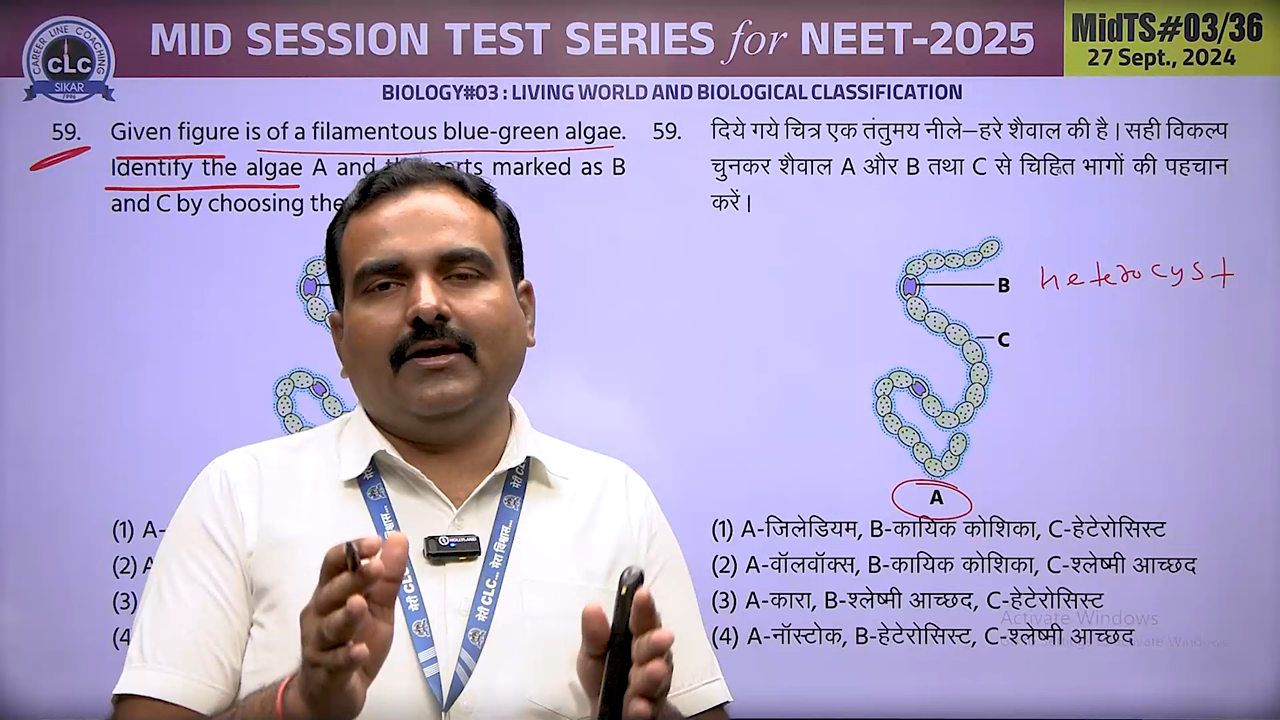 MID SESSION TEST SERIES for NEET-2025
MidTS#03/36
27 Sept., 2024
CAREER LINE COACHING
CLC
SIKAR
1996
BIOLOGY#03 : LIVING WORLD AND BIOLOGICAL CLASSIFICATION
59. Given figure is of a filamentous blue-green algae.
Identify the algae A and marked as B
and C by choosing the
(1) A-
(2) A
(3)
(4
59. दिये गये चित्र एक तंतुमय नीले–हरे शैवाल की है। सही विकल्प
चुनकर शैवाल A और B तथा C से चिह्नित भागों की पहचान
करें।
B heterocyst
C
A
(1) A-जिलेडियम, B-कायिक कोशिका, C-हेटेरोसिस्ट
(2) A-वॉलवॉक्स, B-कायिक कोशिका, C-श्लेष्मी आच्छद
(3) A-कारा, B-श्लेष्मी आच्छद, C-हेटेरोसिस्ट
(4) A-नॉस्टोक, B-हेटेरोसिस्ट, C-श्लेष्मी आच्छद
Activate Windows
मेरी CLC... मेरा विश्वास...
HOLLYLAND